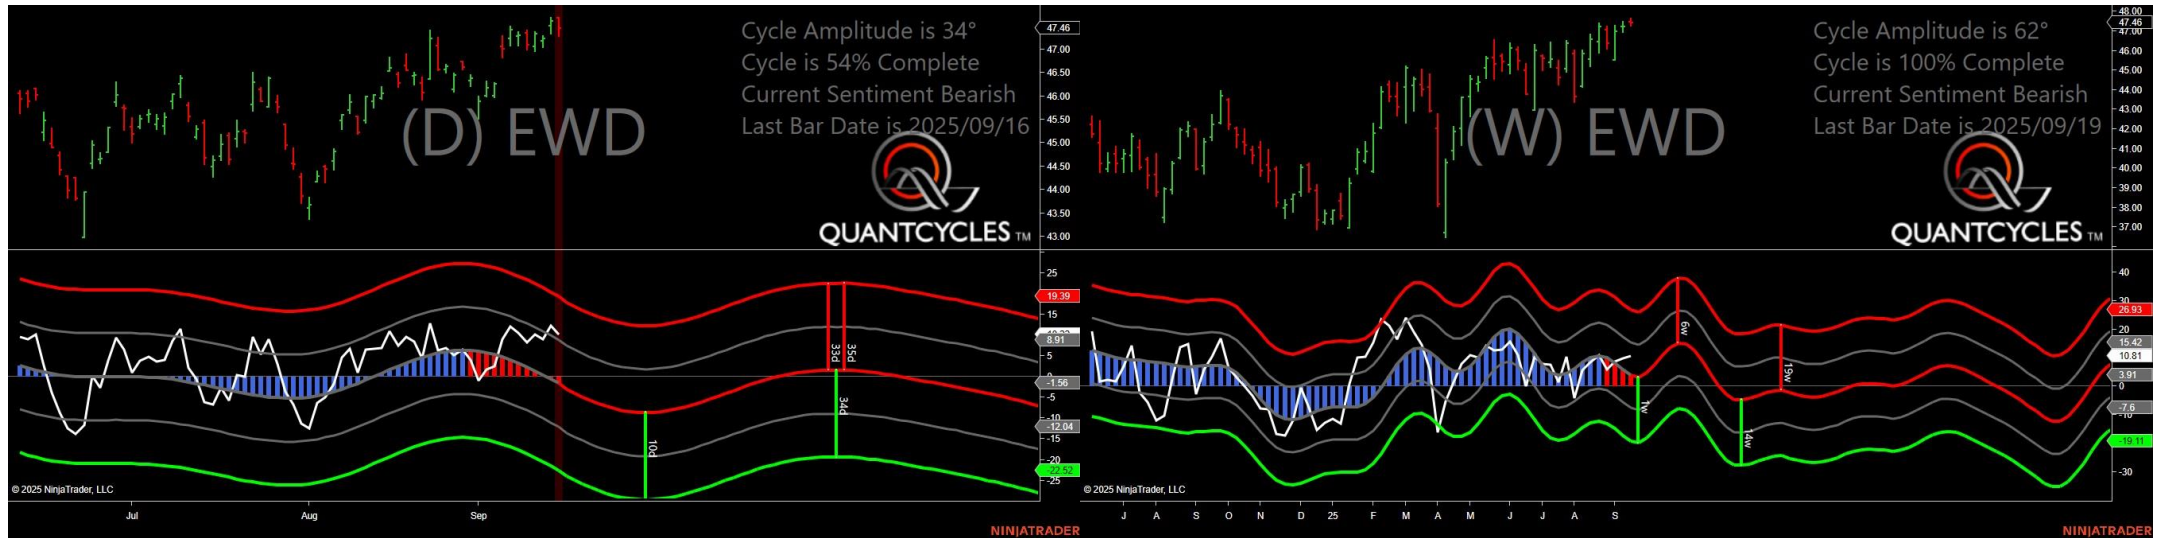 Cycle Amplitude is 34°
Cycle is 54% Complete
Current Sentiment Bearish
Last Bar Date is 2025/09/16
(D) EWD
QUANTCYCLES TM
47.46
47.00
46.50
46.00
45.50
45.00
44.50
44.00
43.50
43.00
25
19.39
15
8.91
5
0
-1.56
-5
-10
-12.04
-15
-20
-22.52
-25
10d
33d
35d
34d
© 2025 NinjaTrader, LLC
Jul
Aug
Sep
NINJATRADER
Cycle Amplitude is 62°
Cycle is 100% Complete
Current Sentiment Bearish
Last Bar Date is 2025/09/19
(W) EWD
QUANTCYCLES TM
48.00
47.46
47.00
46.00
45.00
44.00
43.00
42.00
41.00
40.00
39.00
38.00
37.00
40
30
26.93
20
15.42
10.81
3.91
0
-7.6
-10
-19.11
-30
1w
6w
14w
119w
© 2025 NinjaTrader, LLC
J
A
S
O
N
D
25
F
M
A
M
J
J
A
S
NINJATRADER